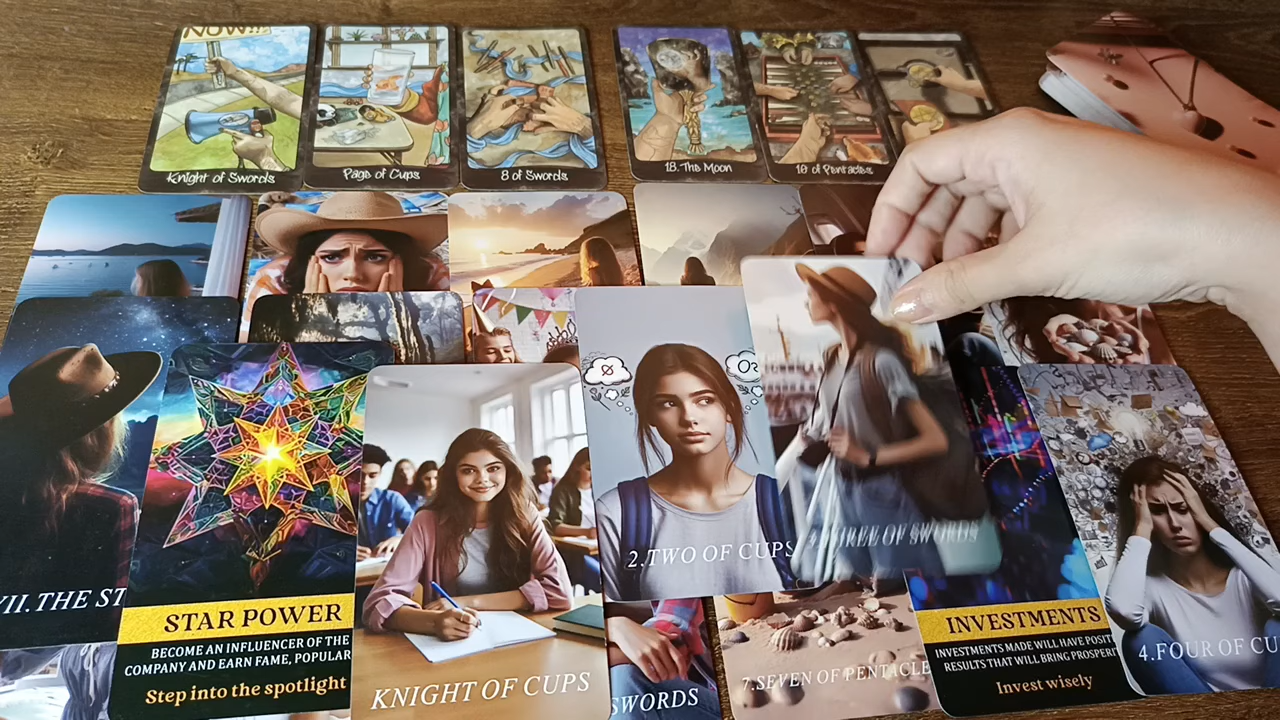 NOW!!
Knight of Swords
Page of Cups
8 of Swords
18. The Moon
10 of Pentacles
VII. THE ST
STAR POWER
BECOME AN INFLUENCER OF THE
COMPANY AND EARN FAME, POPULAR
Step into the spotlight
KNIGHT OF CUPS
2.TWO OF CUPS
3.THREE OF SWORDS
SWORDS
7.SEVEN OF PENTACLE
INVESTMENTS
INVESTMENTS MADE WILL HAVE POSIT
RESULTS THAT WILL BRING PROSPERI
Invest wisely
4.FOUR OF CU